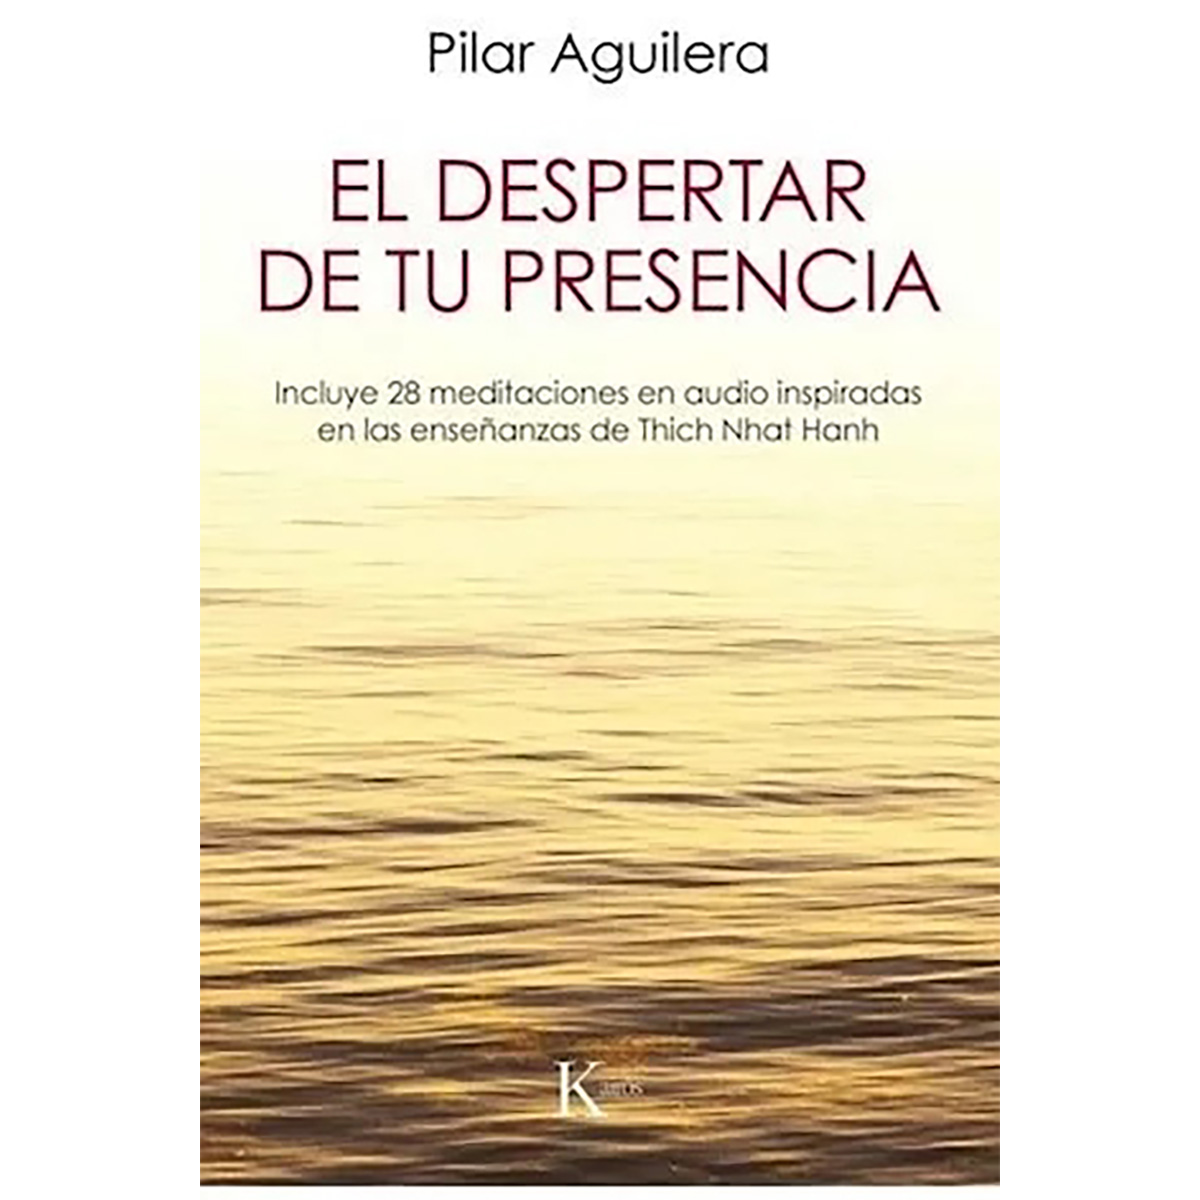 Pilar Aguilera
EL DESPERTAR
DE TU PRESENCIA
Incluye 28 meditaciones en audio inspiradas
en las enseñanzas de Thich Nhat Hanh
Kairós